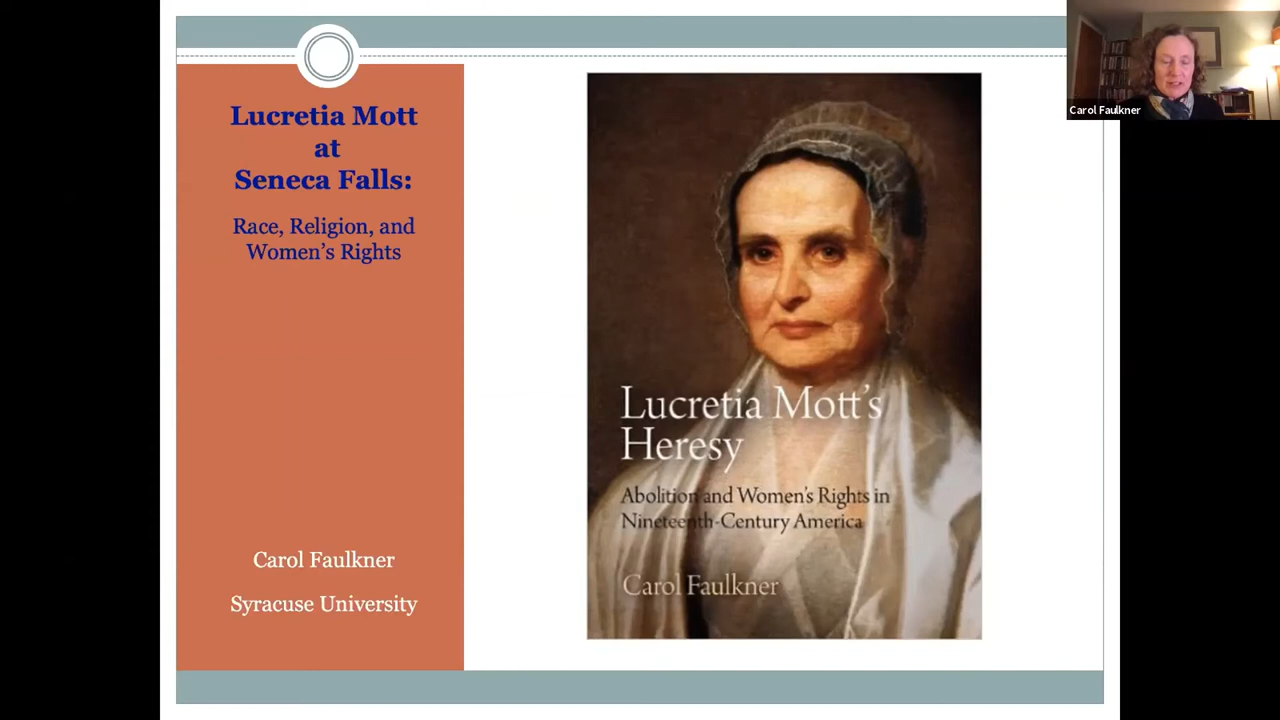 Lucretia Mott
at
Seneca Falls:
Race, Religion, and
Women's Rights
Carol Faulkner
Syracuse University
Lucretia Mott's
Heresy
Abolition and Women's Rights in
Nineteenth-Century America
Carol Faulkner
Carol Faulkner